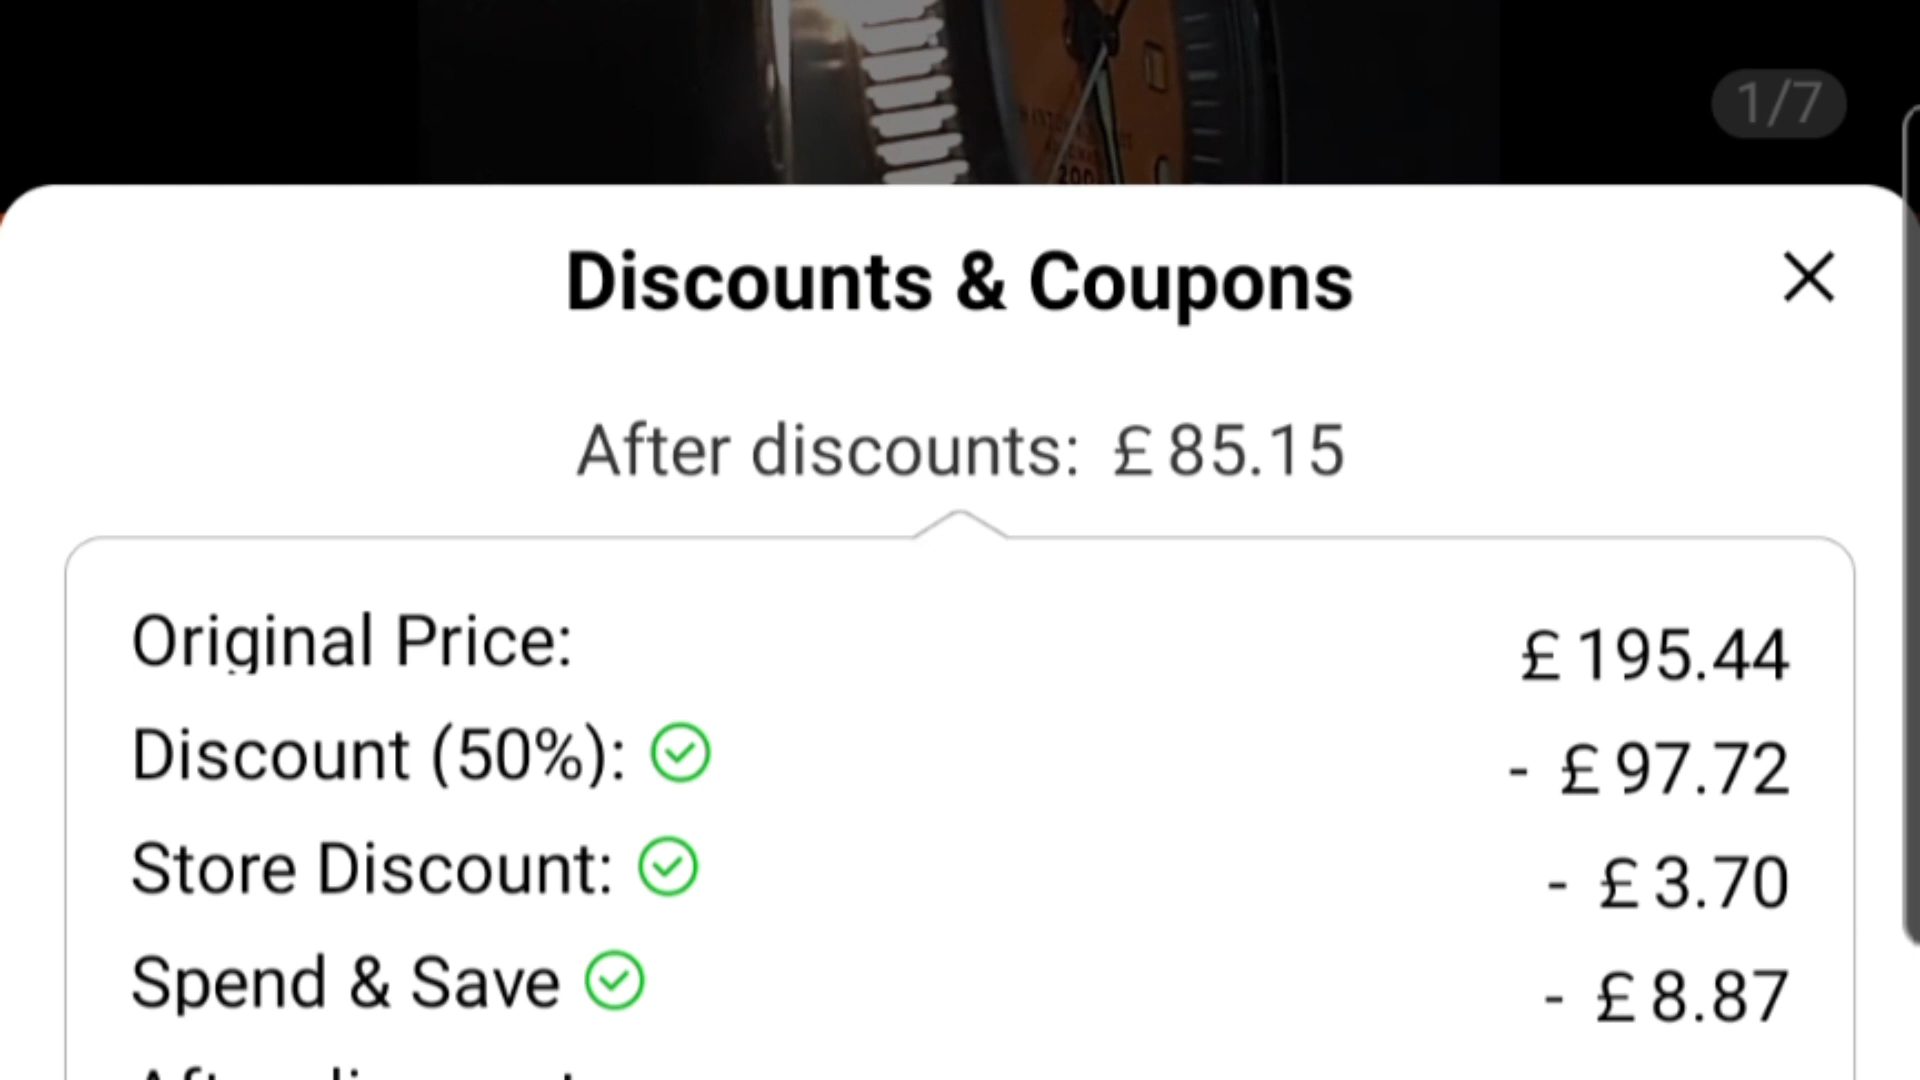 200
1/7
Discounts & Coupons
After discounts: £85.15
Original Price: £195.44
Discount (50%): - £97.72
Store Discount: - £3.70
Spend & Save - £8.87